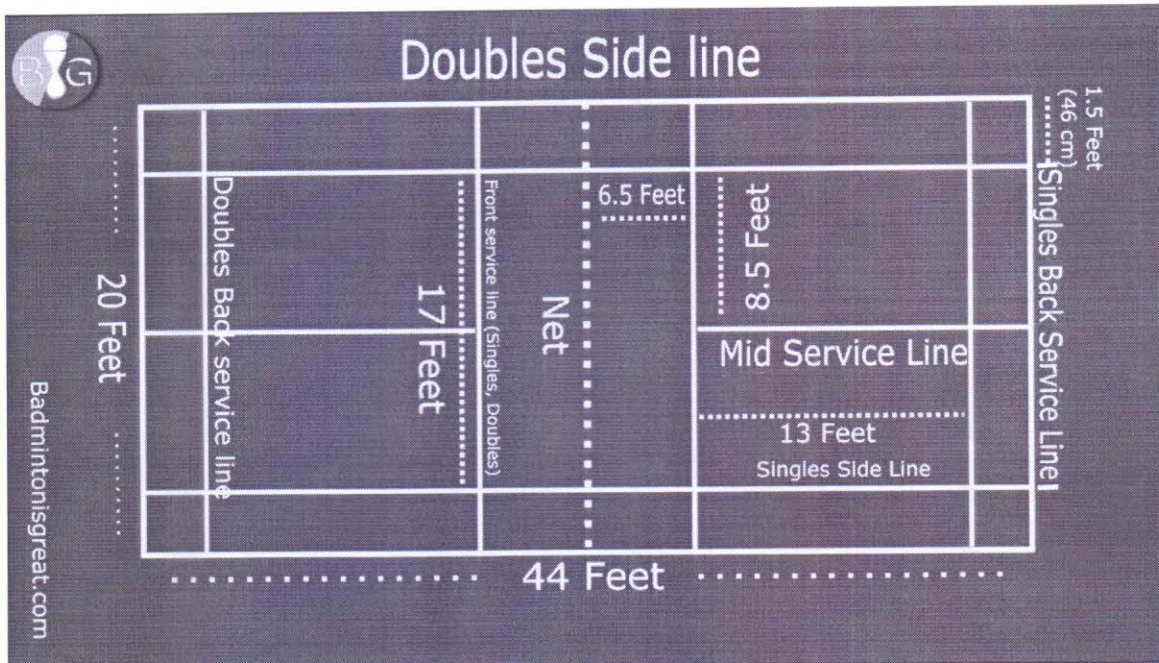 BG
Doubles Side line
1.5 Feet
(46 cm)
Singles Back Service Line
Doubles Back service line
Front service line (Singles, Doubles)
6.5 Feet
8.5 Feet
17 Feet
Net
20 Feet
Mid Service Line
13 Feet
Singles Side Line
44 Feet
Badmintonisgreat.com